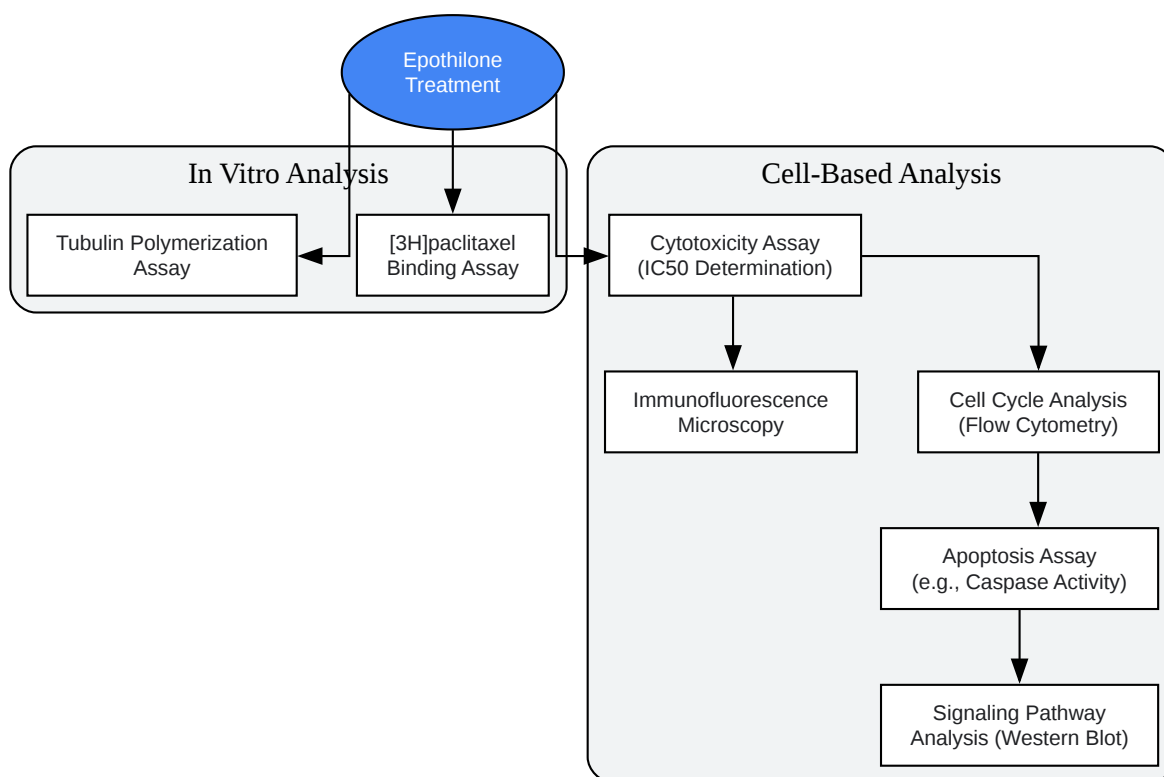 Epothilone
Treatment
In Vitro Analysis
Tubulin Polymerization
Assay
[3H]paclitaxel
Binding Assay
Cell-Based Analysis
Cytotoxicity Assay
(IC50 Determination)
Immunofluorescence
Microscopy
Cell Cycle Analysis
(Flow Cytometry)
Apoptosis Assay
(e.g., Caspase Activity)
Signaling Pathway
Analysis (Western Blot)